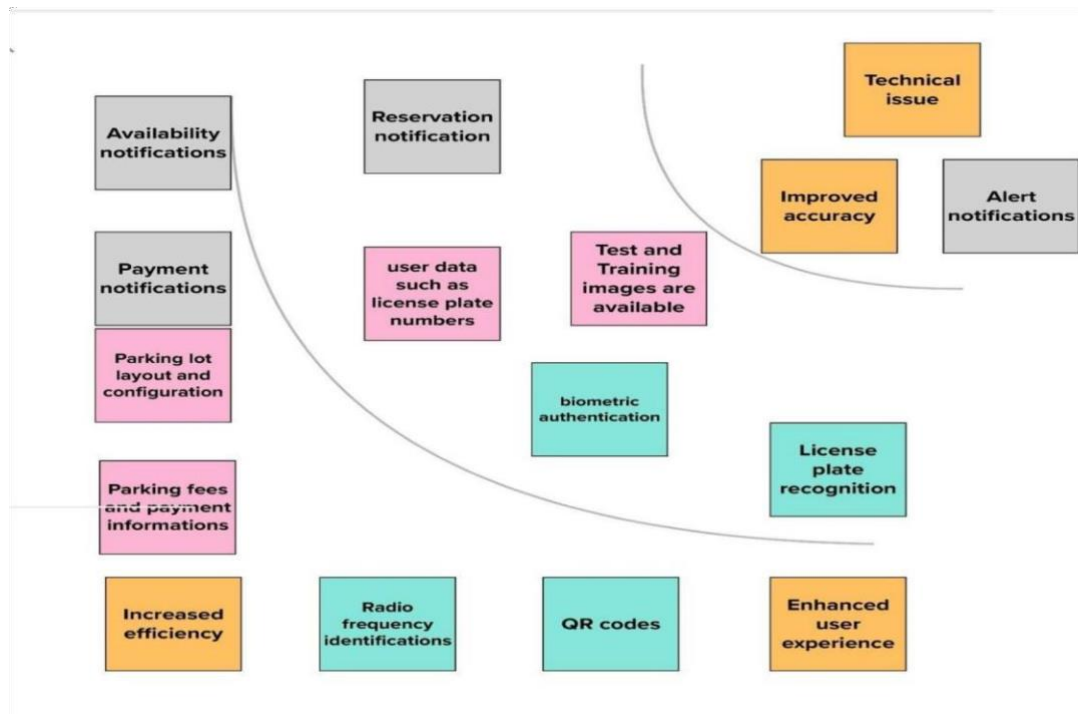 Technical
issue
Reservation
notification
Availability
notifications
Improved
accuracy
Alert
notifications
Payment
notifications
user data
such as
license plate
numbers
Test and
Training
images are
available
Parking lot
layout and
configuration
biometric
authentication
License
plate
recognition
Parking fees
and payment
informations
Increased
efficiency
Radio
frequency
identifications
QR codes
Enhanced
user
experience